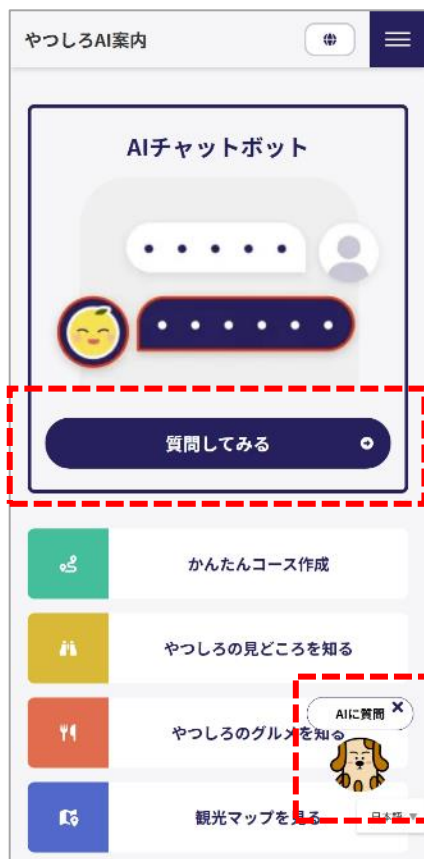 やつしろAI案内
AIチャットボット
質問してみる
かんたんコース作成
やつしろの見どころを知る
AIに質問 ×
やつしろのグルメを知る
観光マップを見る
日本語 ▼